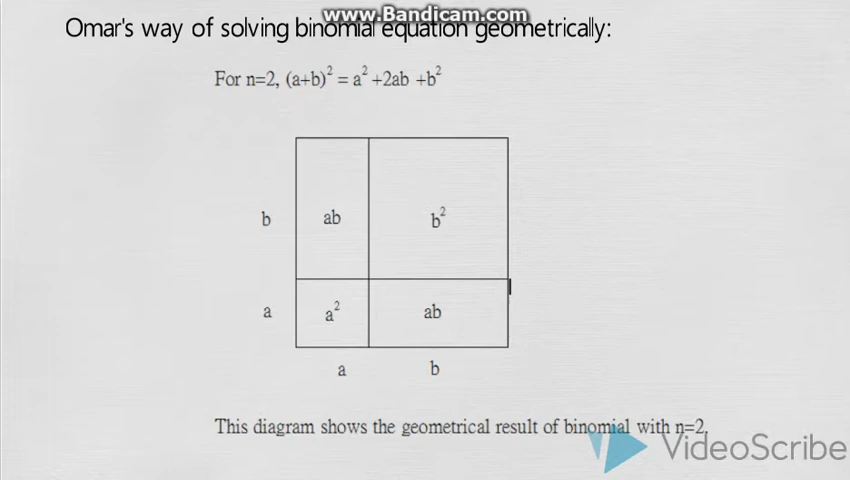 www.Bandicam.com
Omar's way of solving binomial equation geometrically:
For n=2, (a+b)² = a² +2ab +b²
b ab b²
a a² ab
a b
This diagram shows the geometrical result of binomial with n=2.
VideoScribe